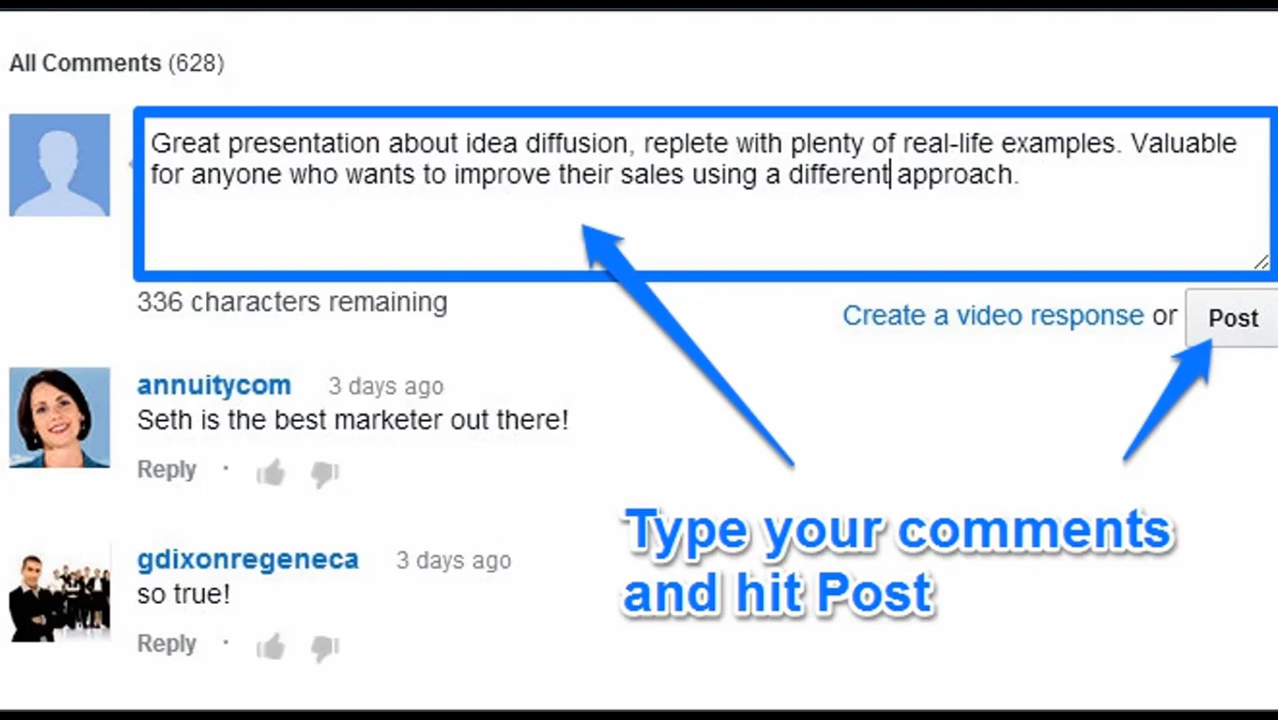 All Comments (628)
Great presentation about idea diffusion, replete with plenty of real-life examples. Valuable
for anyone who wants to improve their sales using a different approach.
336 characters remaining
Create a video response or Post
annuitycom 3 days ago
Seth is the best marketer out there!
Reply ·
gdixonregeneca 3 days ago
so true!
Reply ·
Type your comments
and hit Post